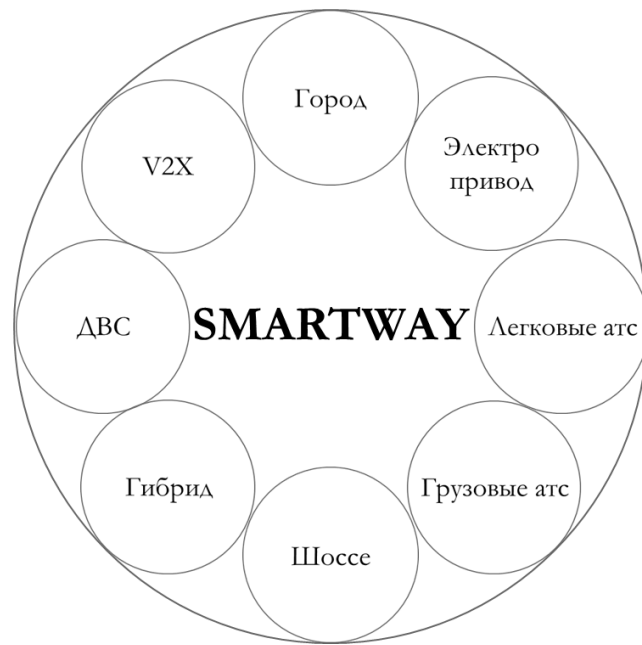 Город
V2X
Электро
привод
ДВС
SMARTWAY
Легковые атс
Гибрид
Грузовые атс
Шоссе